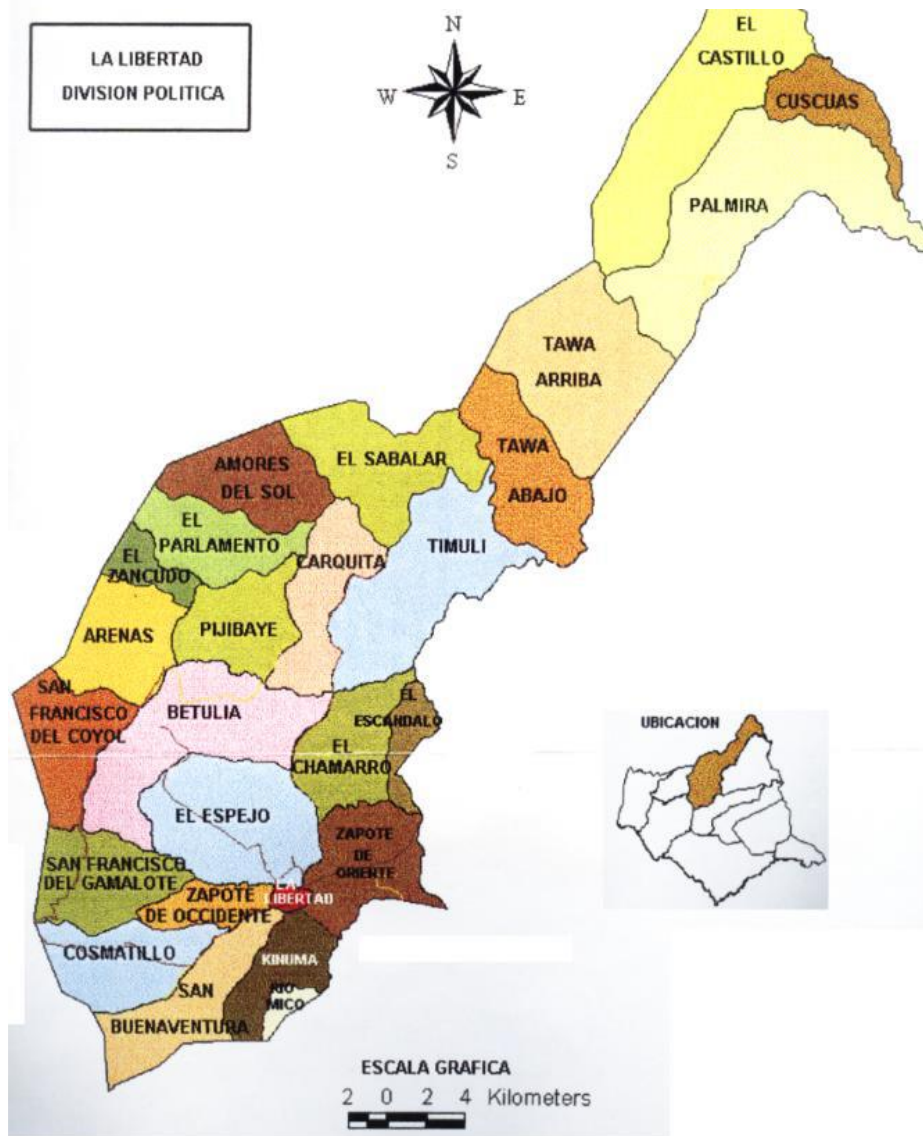 LA LIBERTAD
DIVISION POLITICA
N
W
E
S
EL
CASTILLO
CUSCUAS
PALMIRA
TAWA
ARRIBA
TAWA
ABAJO
AMORES
DEL SOL
EL SABALAR
EL
PARLAMENTO
EL
ZANCUDO
CARQUITA
TIMULI
ARENAS
PIJIBAYE
SAN
FRANCISCO
DEL COYOL
BETULIA
EL
ESCANDALO
EL
CHAMARRO
UBICACION
EL ESPEJO
ZAPOTE
DE
ORIENTE
SAN FRANCISCO
DEL GAMALOTE
ZAPOTE
DE OCCIDENTE
LA
LIBERTAD
COSMATILLO
KINUMA
SAN
BUENAVENTURA
RIO
MICO
ESCALA GRAFICA
2 0 2 4 Kilometers